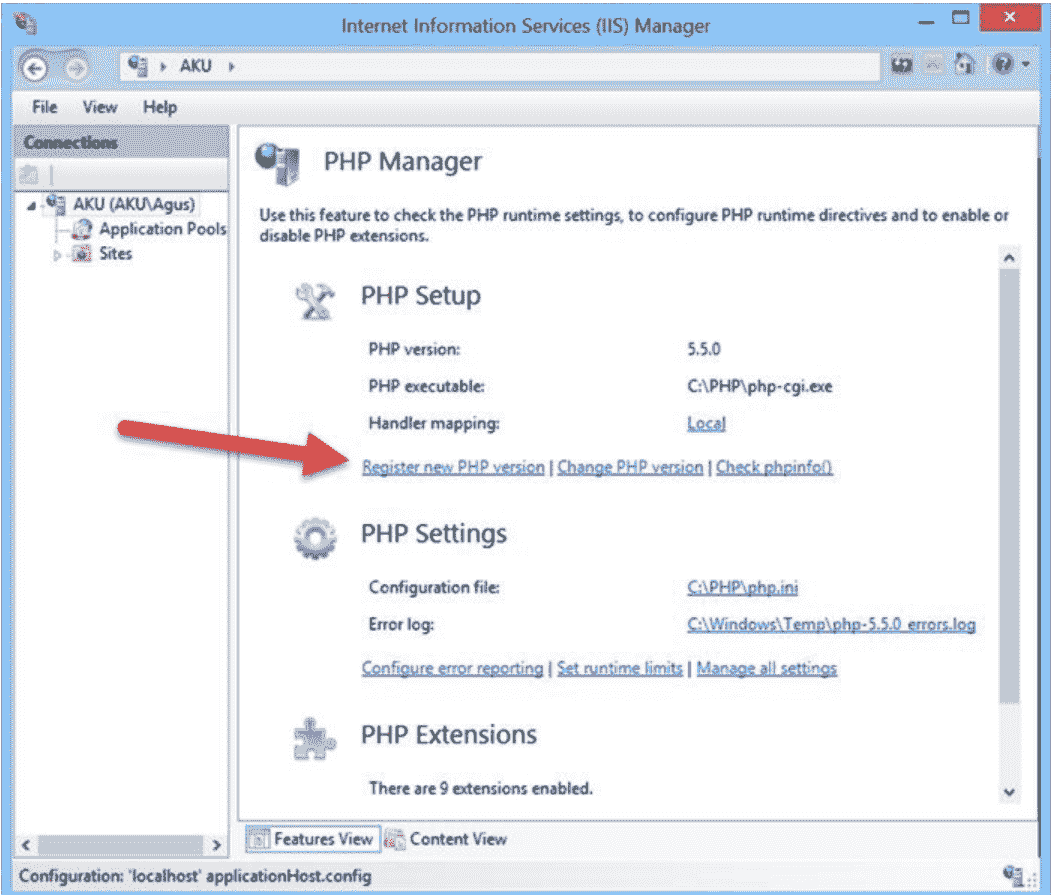 Internet Information Services (IIS) Manager
AKU
File View Help
Connections
AKU (AKU\Agus)
Application Pools
Sites
PHP Manager
Use this feature to check the PHP runtime settings, to configure PHP runtime directives and to enable or
disable PHP extensions.
PHP Setup
PHP version: 5.5.0
PHP executable: C:\PHP\php-cgi.exe
Handler mapping: Local
Register new PHP version | Change PHP version | Check phpinfo()
PHP Settings
Configuration file: C:\PHP\php.ini
Error log: C:\Windows\Temp\php-5.5.0_errors.log
Configure error reporting | Set runtime limits | Manage all settings
PHP Extensions
There are 9 extensions enabled.
Features View Content View
Configuration: 'localhost' applicationHost.config